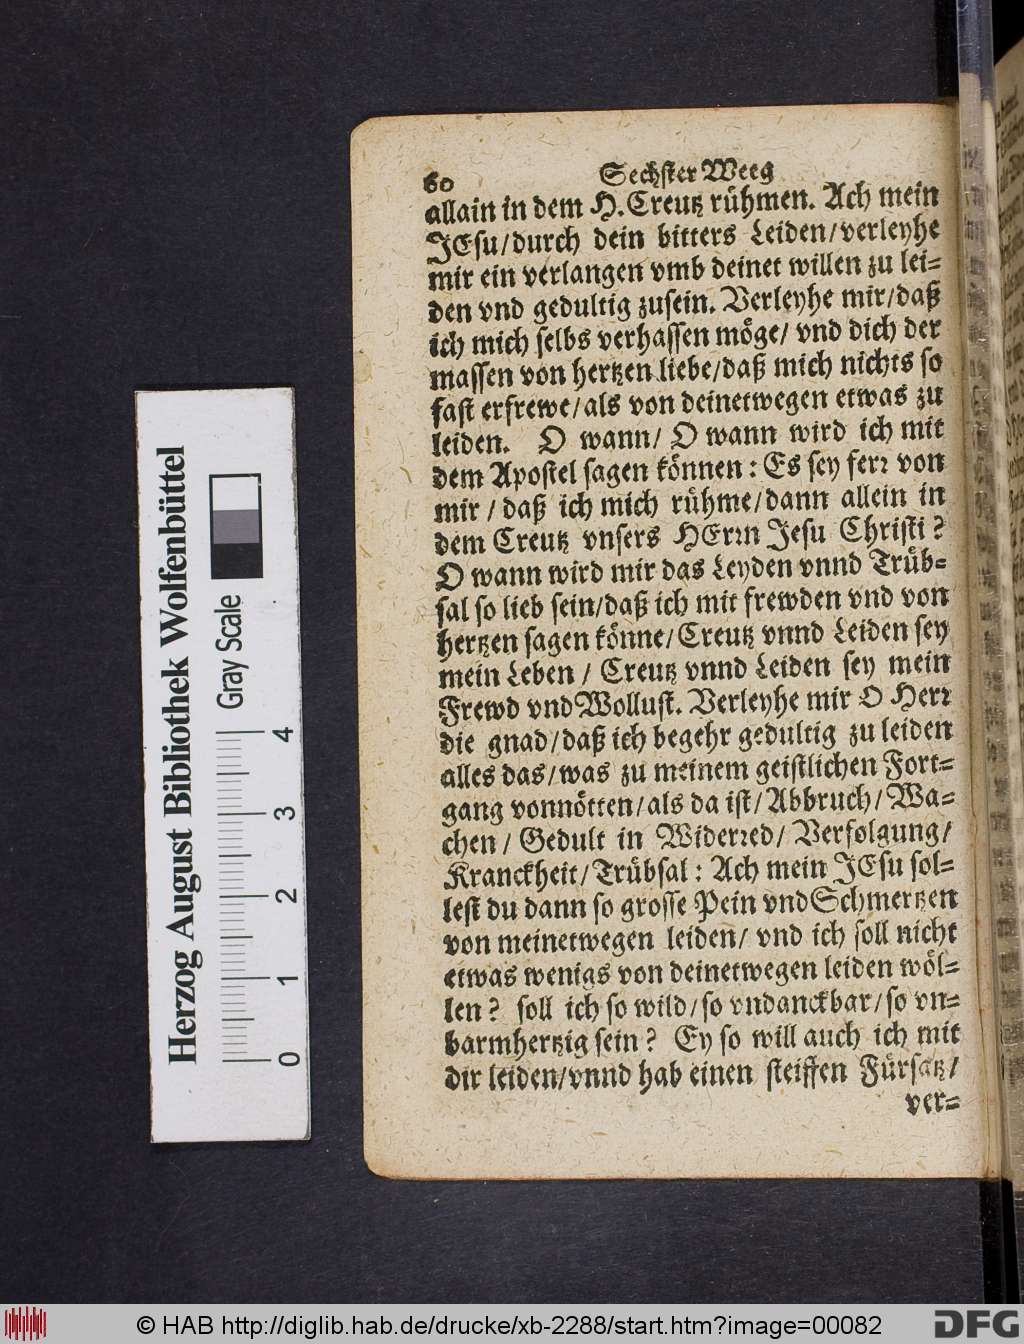 60 Sechster Weeg
allain in dem H. Creutz rühmen. Ach mein
JEsu/durch dein bitters Leiden/verleyhe
mir ein verlangen vmb deinet willen zu lei=
den vnd gedultig zusein. Verleyhe mir/daß
ich mich selbs verhassen möge/ vnd dich der
massen von hertzen liebe/daß mich nichts so
fast erfrewe/als von deinetwegen etwas zu
leiden. O wann/ O wann wird ich mit
dem Apostel sagen können: Es sey ferꝛ von
mir / daß ich mich rühme/dann allein in
dem Creutz vnsers HErꝛn Jesu Christi?
O wann wird mir das Leyden vnnd Trüb=
sal so lieb sein/daß ich mit frewden vnd von
hertzen sagen könne/Creutz vnnd Leiden sey
mein Leben / Creutz vnnd Leiden sey mein
Frewd vnd Wollust. Verleyhe mir O Herꝛ
die gnad/daß ich begehr gedultig zu leiden
alles das/was zu meinem geistlichen Fort=
gang vonnötten/als da ist/ Abbruch/ Wa=
chen / Gedult in Widerꝛed/ Verfolgung/
Kranckheit/Trübsal: Ach mein JEsu sol=
lest du dann so grosse Pein vnd Schmertzen
von meinetwegen leiden/ vnd ich soll nicht
etwas wenigs von deinetwegen leiden wöl=
len? soll ich so wild/so vndanckbar/so vn=
barmhertzig sein? Ey so will auch ich mit
dir leiden/vnnd hab einen steiffen Fürsatz/
ver=
Herzog August Bibliothek Wolfenbüttel
Gray Scale
0 1 2 3 4
© HAB http://diglib.hab.de/drucke/xb-2288/start.htm?image=00082
DFG